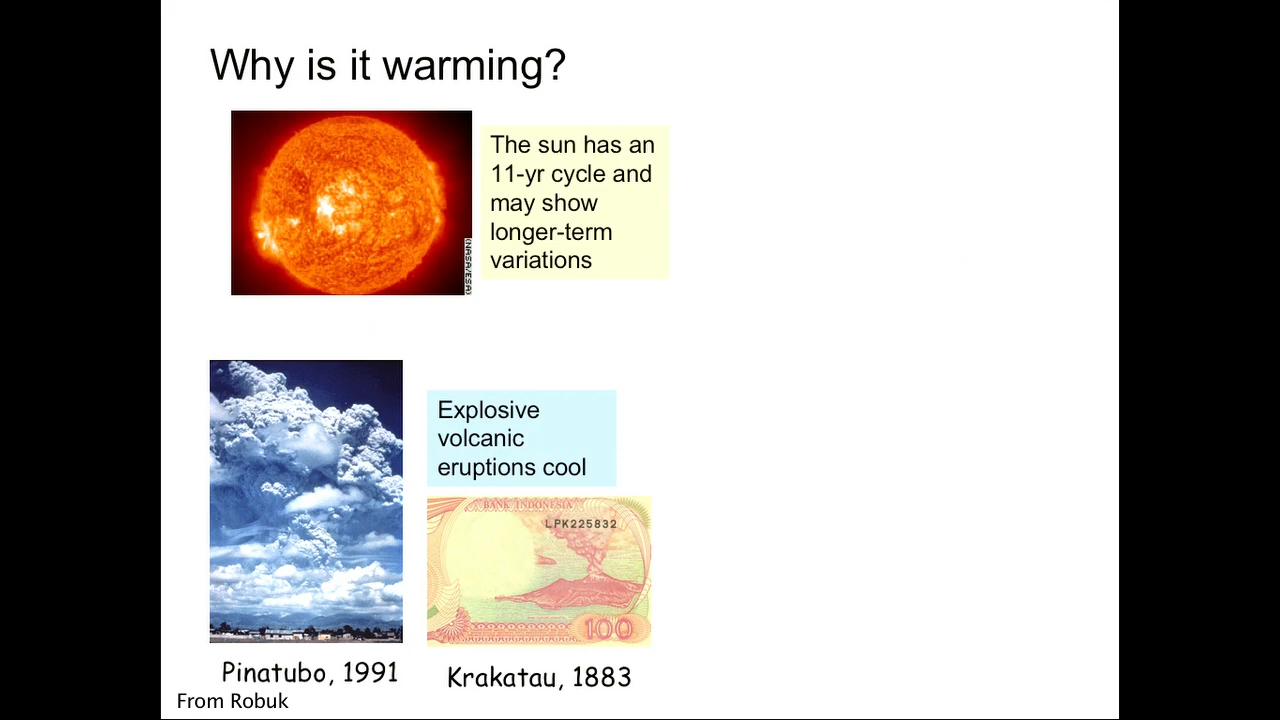 Why is it warming?
The sun has an
11-yr cycle and
may show
longer-term
variations
(NASA/ESA)
Explosive
volcanic
eruptions cool
BANK INDONESIA
LPK225832
100
Pinatubo, 1991
Krakatau, 1883
From Robuk